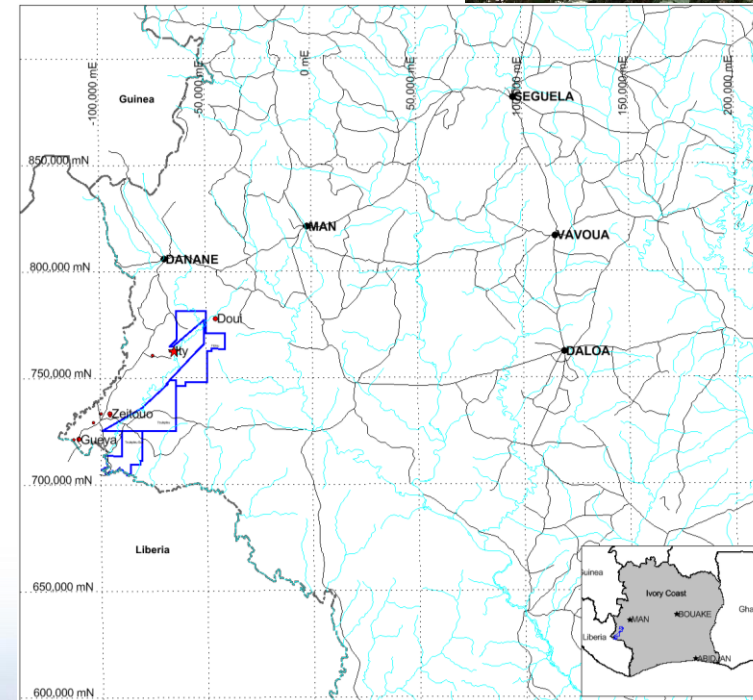 -100,000 mE
-50,000 mE
0 mE
50,000 mE
100,000 mE
150,000 mE
200,000 mE
Guinea
SEGUELA
850,000 mN
MAN
VAVOUA
DANANE
800,000 mN
Doui
Ity
DALOA
750,000 mN
Zeitouo
Gueya
700,000 mN
Liberia
650,000 mN
600,000 mN
Ivory Coast
MAN
BOUAKE
Liberia
ABIDJAN